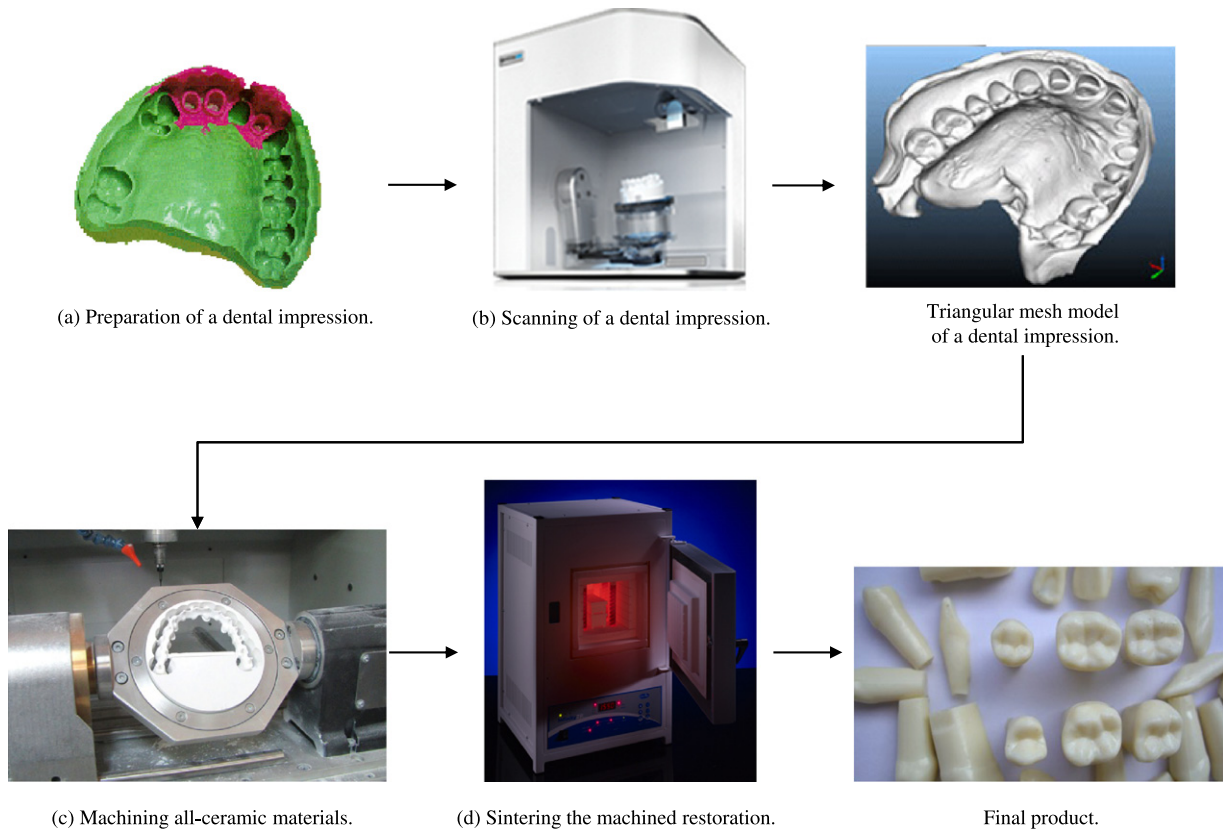 (a) Preparation of a dental impression.
(b) Scanning of a dental impression.
Triangular mesh model
of a dental impression.
(c) Machining all-ceramic materials.
(d) Sintering the machined restoration.
Final product.